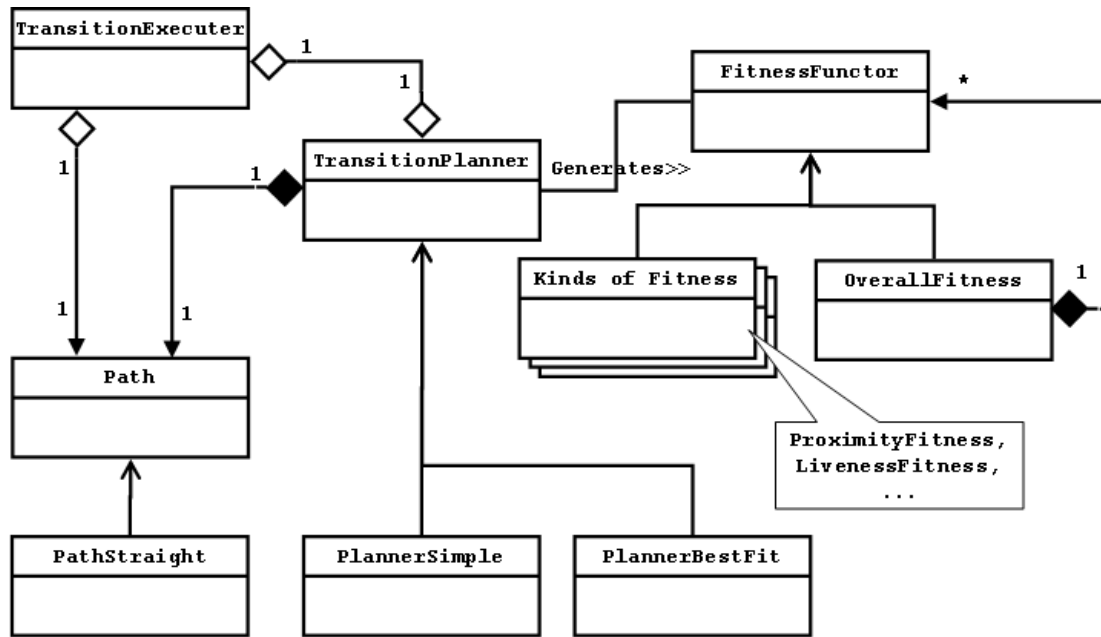 TransitionExecuter
1
1
FitnessFunctor
*
TransitionPlanner
Generates>>
1
1
Kinds of Fitness
OverallFitness
1
1
1
Path
ProximityFitness,
LivenessFitness,
...
PathStraight
PlannerSimple
PlannerBestFit